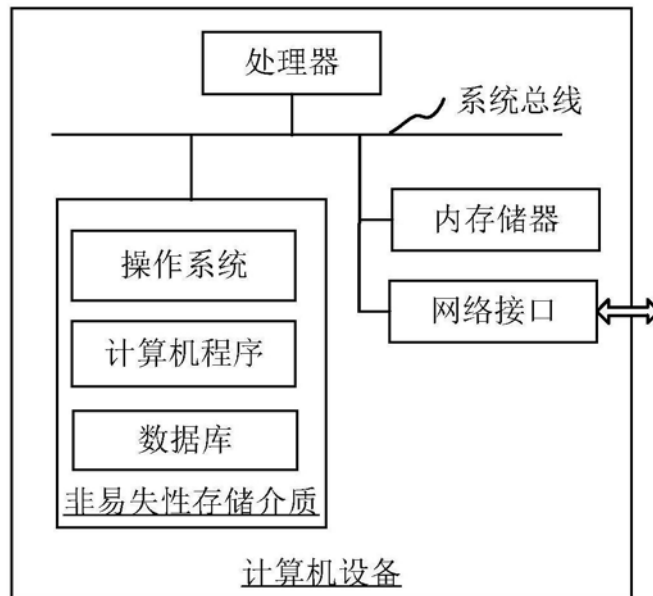 处理器
系统总线
内存储器
操作系统
网络接口
计算机程序
数据库
非易失性存储介质
计算机设备